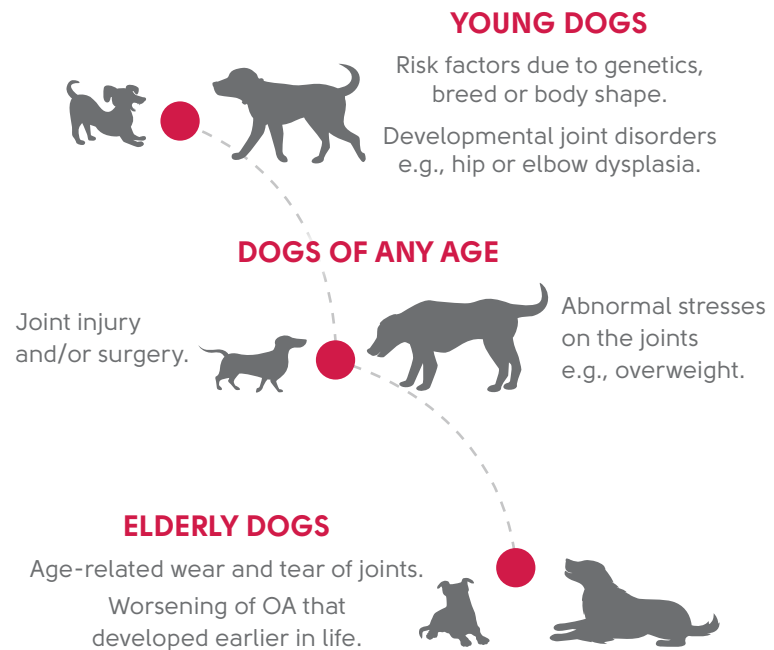 YOUNG DOGS
Risk factors due to genetics,
breed or body shape.
Developmental joint disorders
e.g., hip or elbow dysplasia.
DOGS OF ANY AGE
Joint injury
and/or surgery.
Abnormal stresses
on the joints
e.g., overweight.
ELDERLY DOGS
Age-related wear and tear of joints.
Worsening of OA that
developed earlier in life.